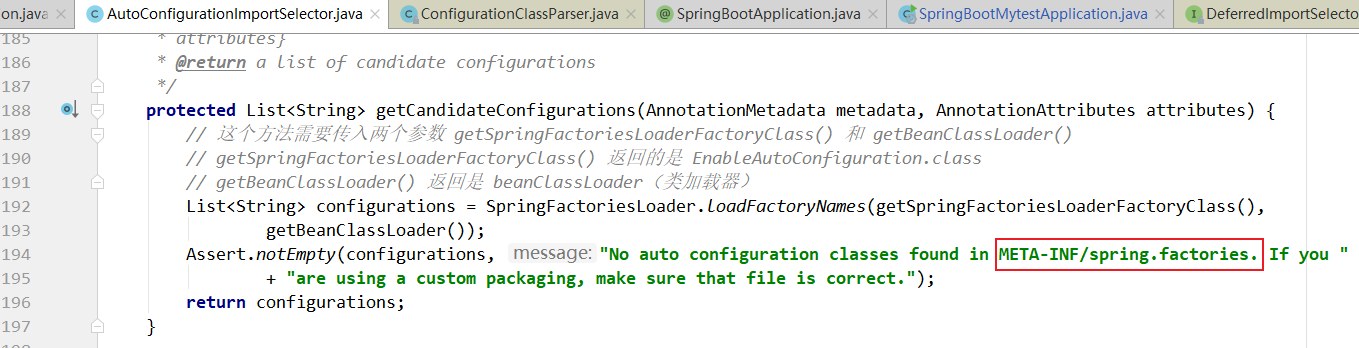 on.java × AutoConfigurationImportSelector.java × ConfigurationClassParser.java × SpringBootApplication.java × SpringBootMytestApplication.java × DeferredImportSelecto
185 * attributes}
186 * @return a list of candidate configurations
187 */
188 protected List<String> getCandidateConfigurations(AnnotationMetadata metadata, AnnotationAttributes attributes) {
189 // 这个方法需要传入两个参数 getSpringFactoriesLoaderFactoryClass() 和 getBeanClassLoader()
190 // getSpringFactoriesLoaderFactoryClass() 返回的是 EnableAutoConfiguration.class
191 // getBeanClassLoader() 返回是 beanClassLoader（类加载器）
192 List<String> configurations = SpringFactoriesLoader.loadFactoryNames(getSpringFactoriesLoaderFactoryClass(),
193 getBeanClassLoader());
194 Assert.notEmpty(configurations, message: "No auto configuration classes found in META-INF/spring.factories. If you "
195 + "are using a custom packaging, make sure that file is correct.");
196 return configurations;
197 }